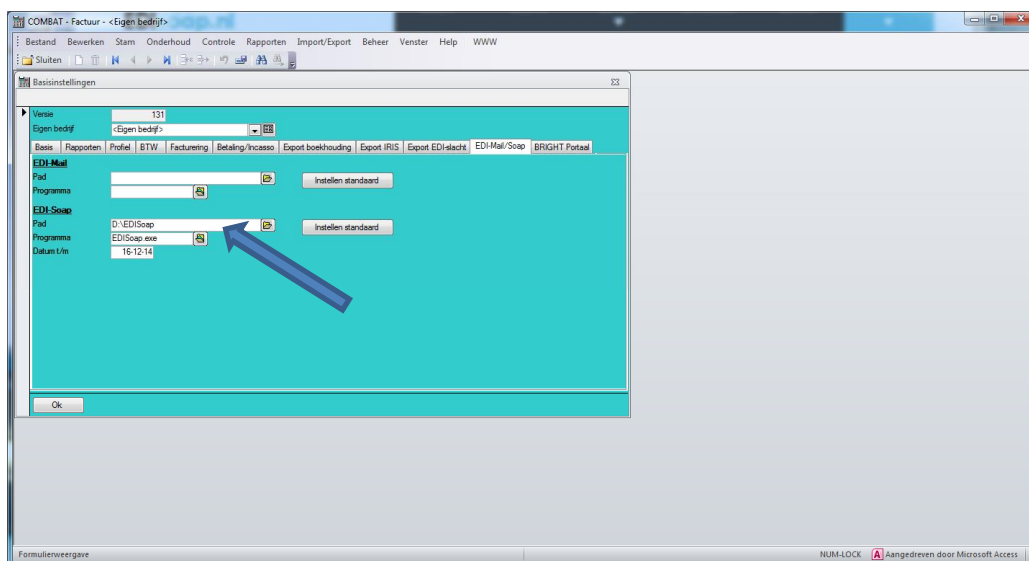 COMBAT - Factuur - <Eigen bedrijf>
Bestand Bewerken Stam Onderhoud Controle Rapporten Import/Export Beheer Venster Help WWW
Sluiten
Basisinstellingen
Versie 131
Eigen bedrijf <Eigen bedrijf>
Basis Rapporten Profiel BTW Facturering Betaling/Incasso Export boekhouding Export IRIS Export EDI-slacht EDI-Mail/Soap BRIGHT Portaal
EDI-Mail
Pad Instellen standaard
Programma
EDI-Soap
Pad D:\EDISoap Instellen standaard
Programma EDISoap.exe
Datum t/m 16-12-14
Ok
Formulierweergave NUM-LOCK A Aangedreven door Microsoft Access